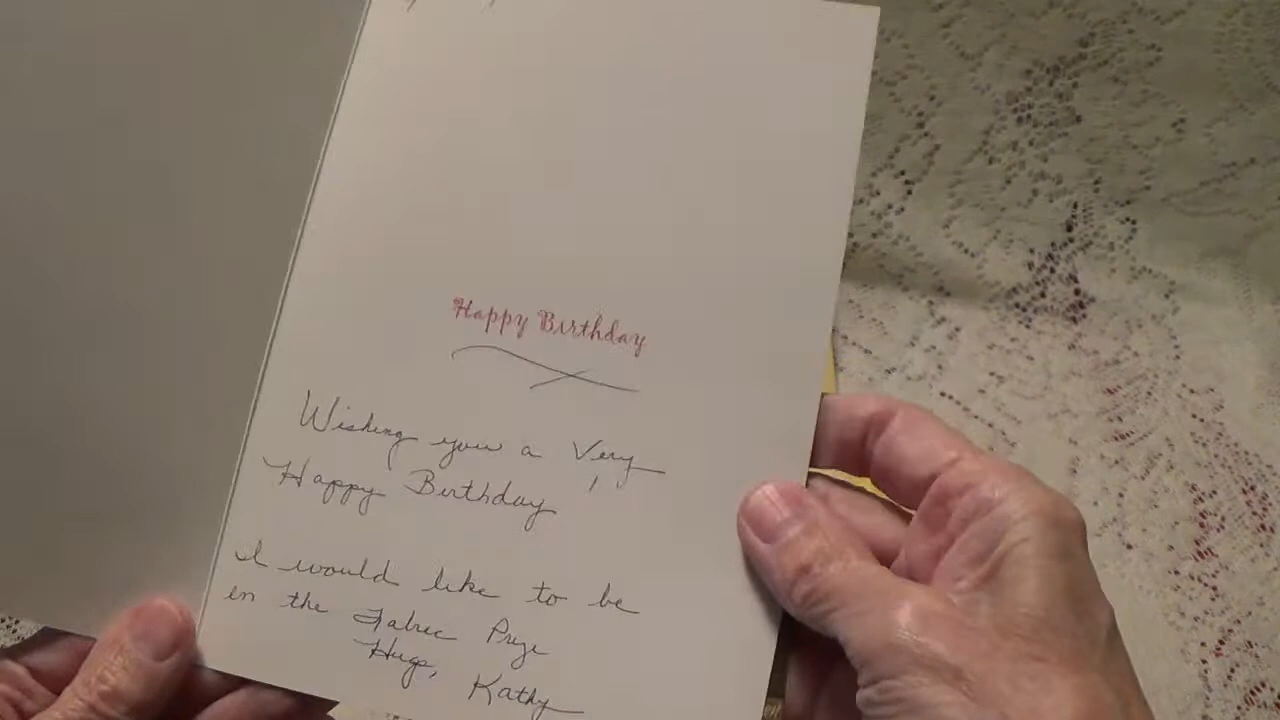 Happy Birthday
Wishing you a Very
Happy Birthday
I would like to be
in the Fabric Prize
Hugs, Kathy